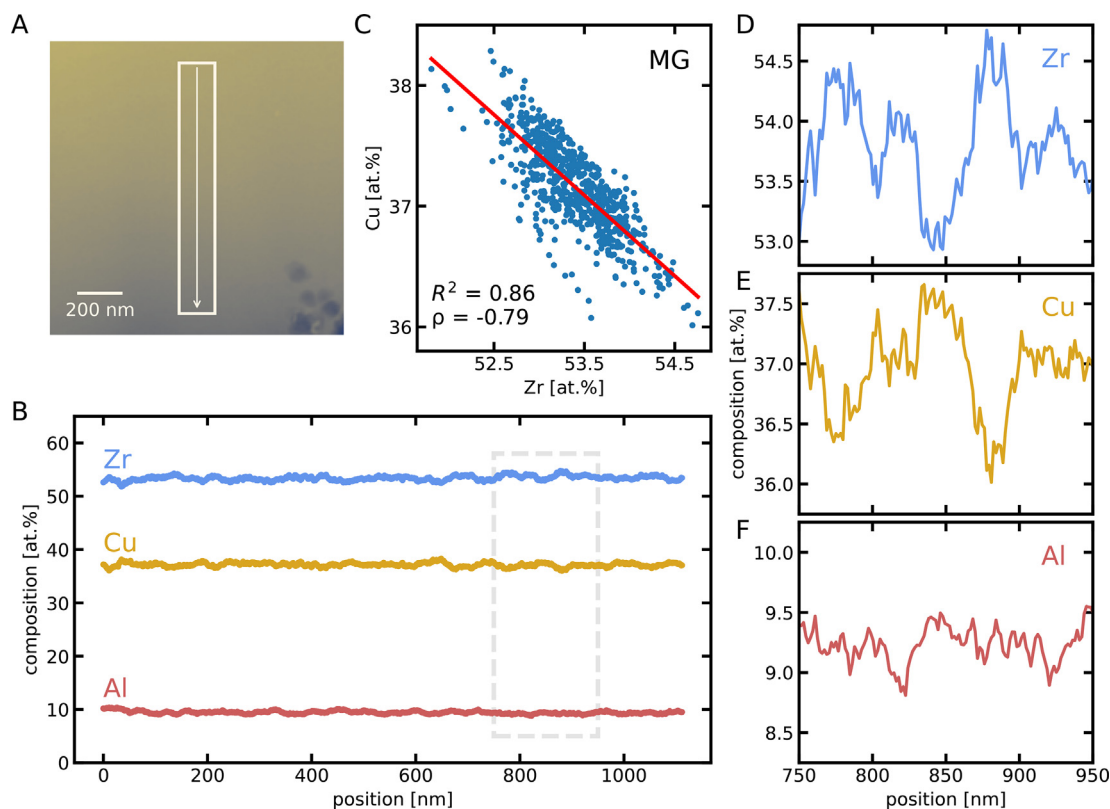 A
200 nm
C
MG
Cu [at.%]
38
37
36
R² = 0.86
ρ = -0.79
52.5 53.5 54.5
Zr [at.%]
B
composition [at.%]
60
50
40
30
20
10
0
Zr
Cu
Al
0 200 400 600 800 1000
position [nm]
D
Zr
54.5
54.0
53.5
53.0
E
Cu
composition [at.%]
37.5
37.0
36.5
36.0
F
Al
10.0
9.5
9.0
8.5
750 800 850 900 950
position [nm]